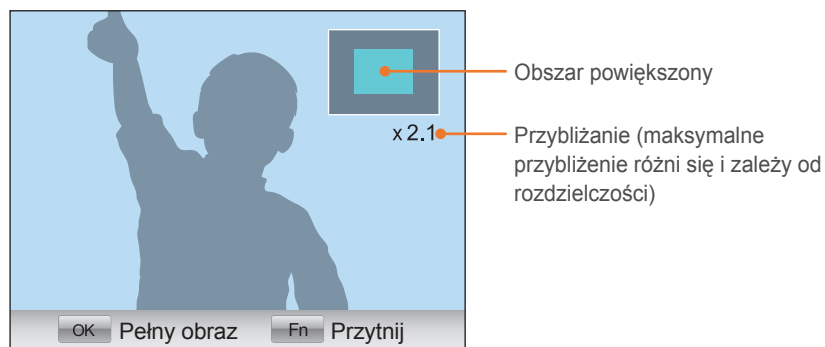 Obszar powiększony
x 2.1
Przybliżanie (maksymalne
przybliżenie różni się i zależy od
rozdzielczości)
OK Pełny obraz Fn Przytnij